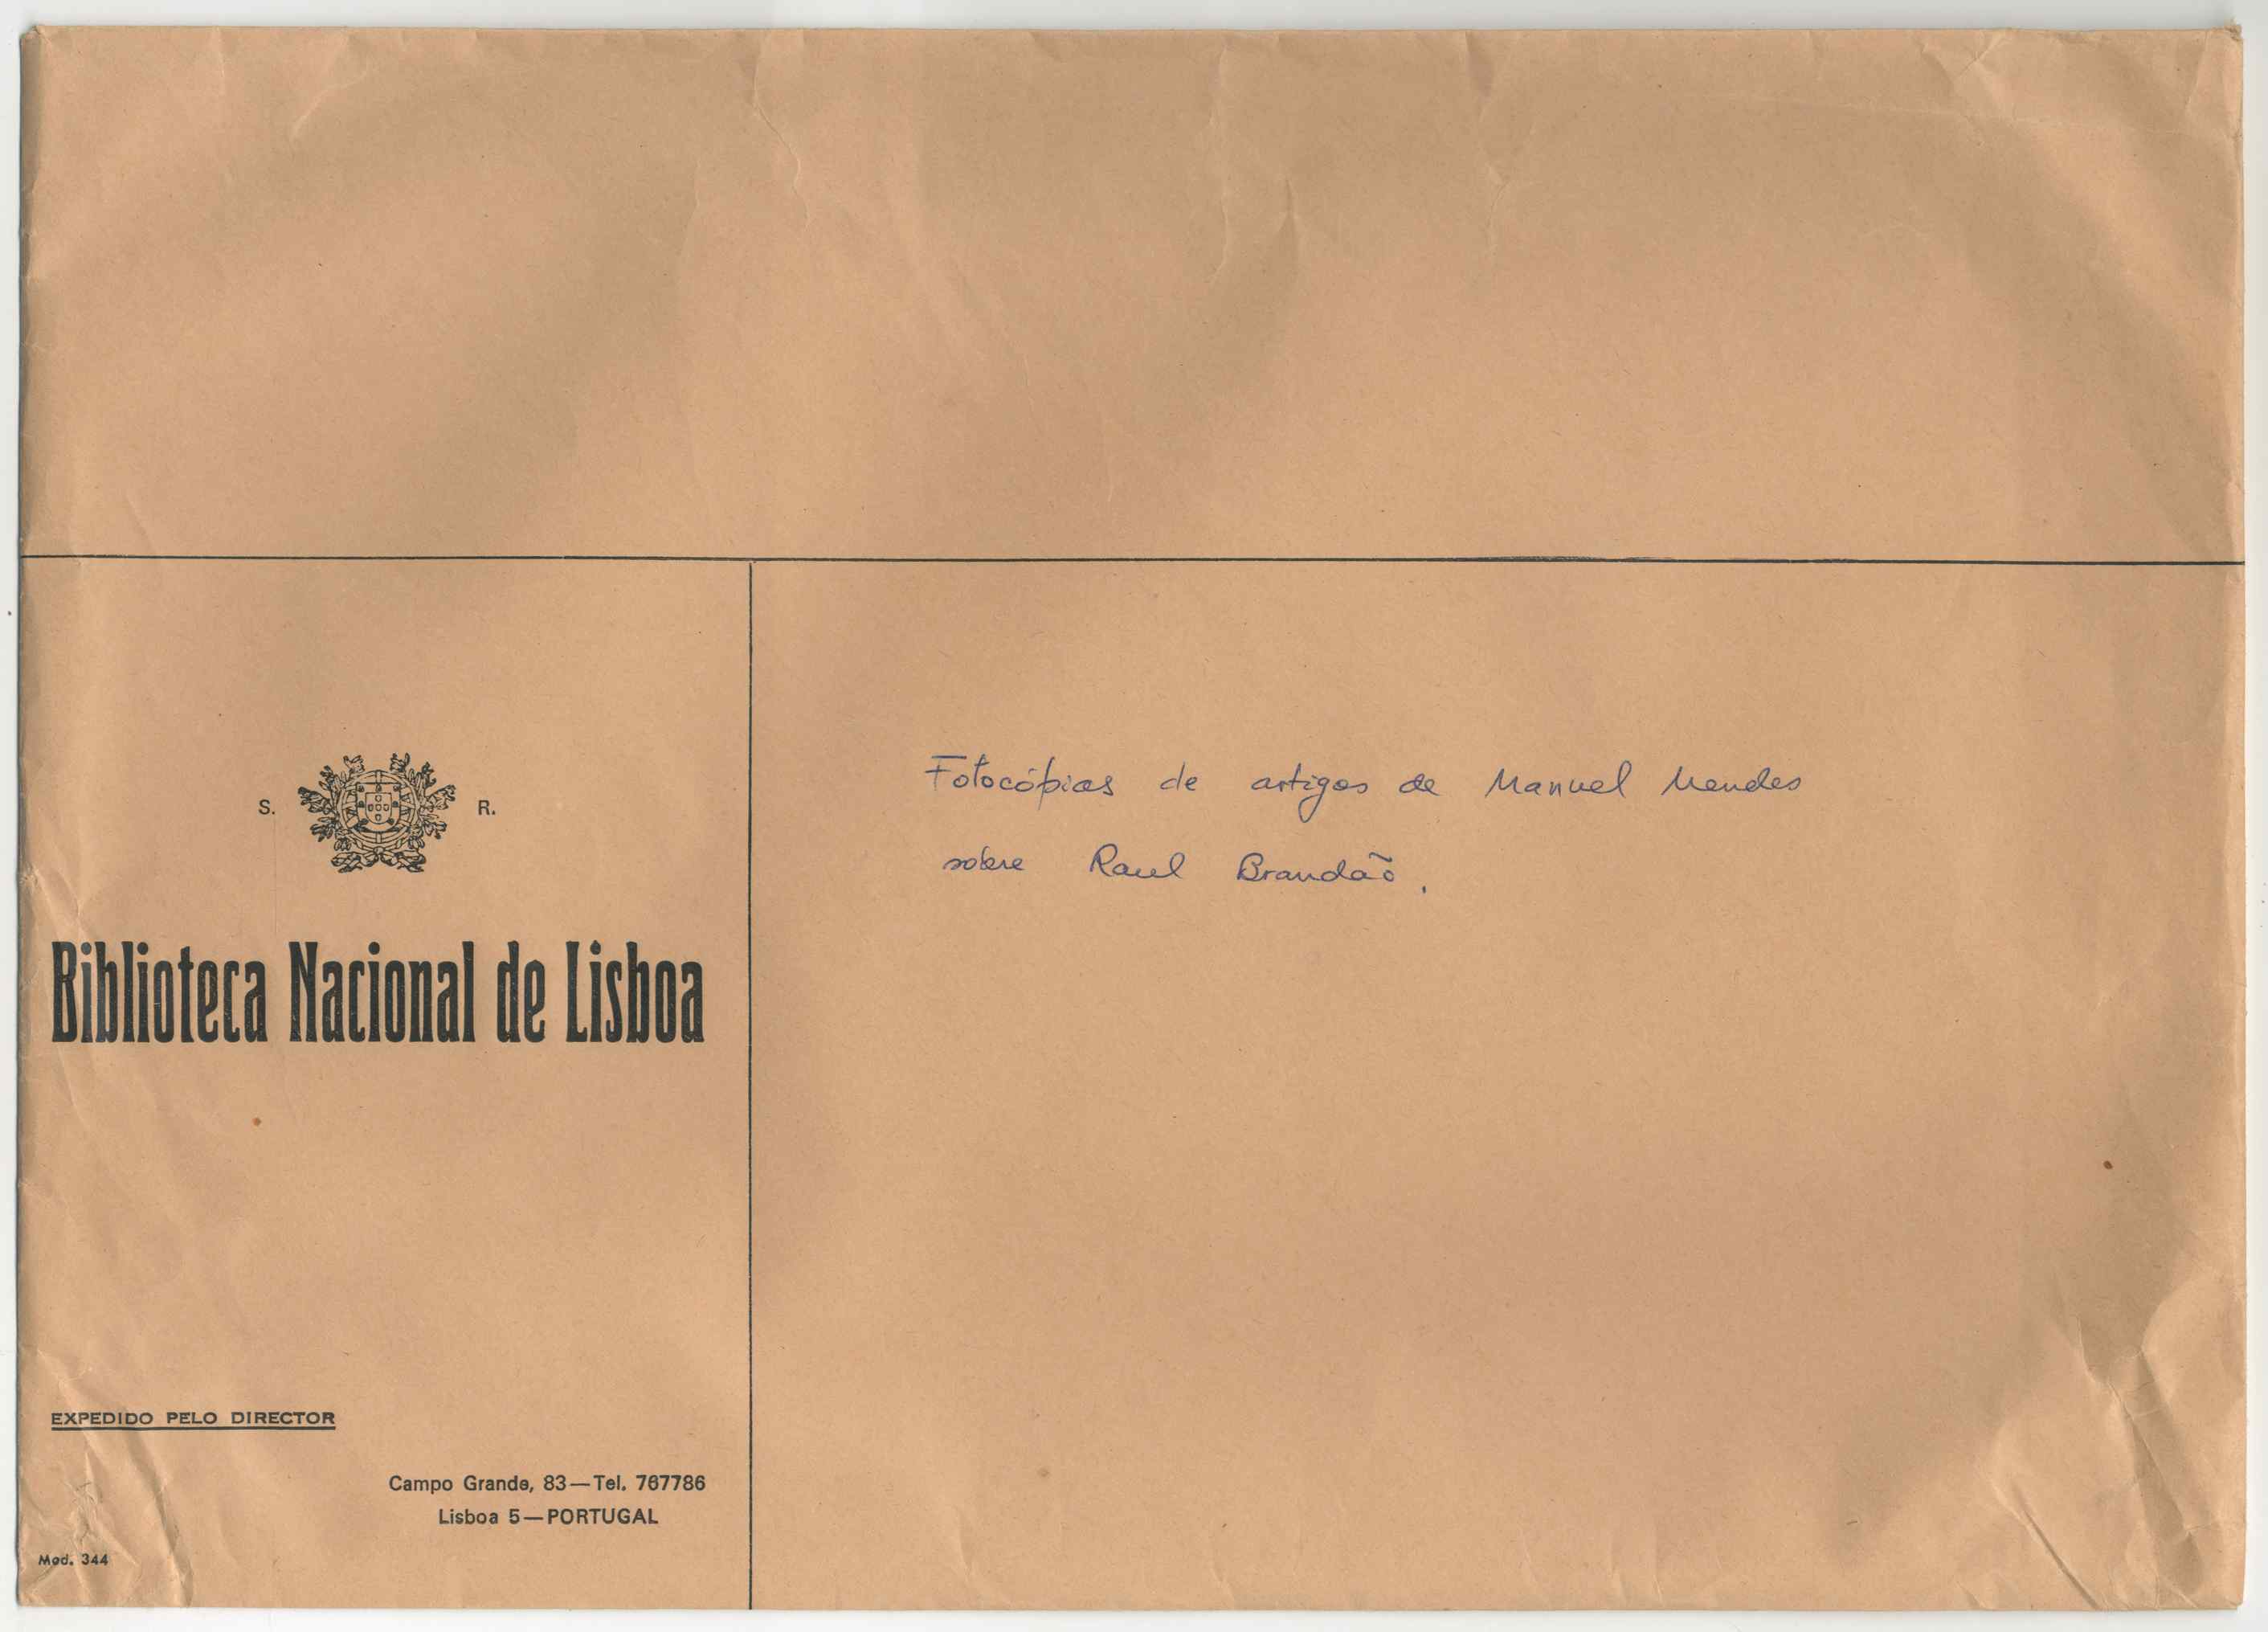 S. R.
Biblioteca Nacional de Lisboa
EXPEDIDO PELO DIRECTOR
Campo Grande, 83—Tel. 767786
Lisboa 5—PORTUGAL
Mod. 344
Fotocópias de artigos de Manuel Mendes
sobre Raul Brandão.